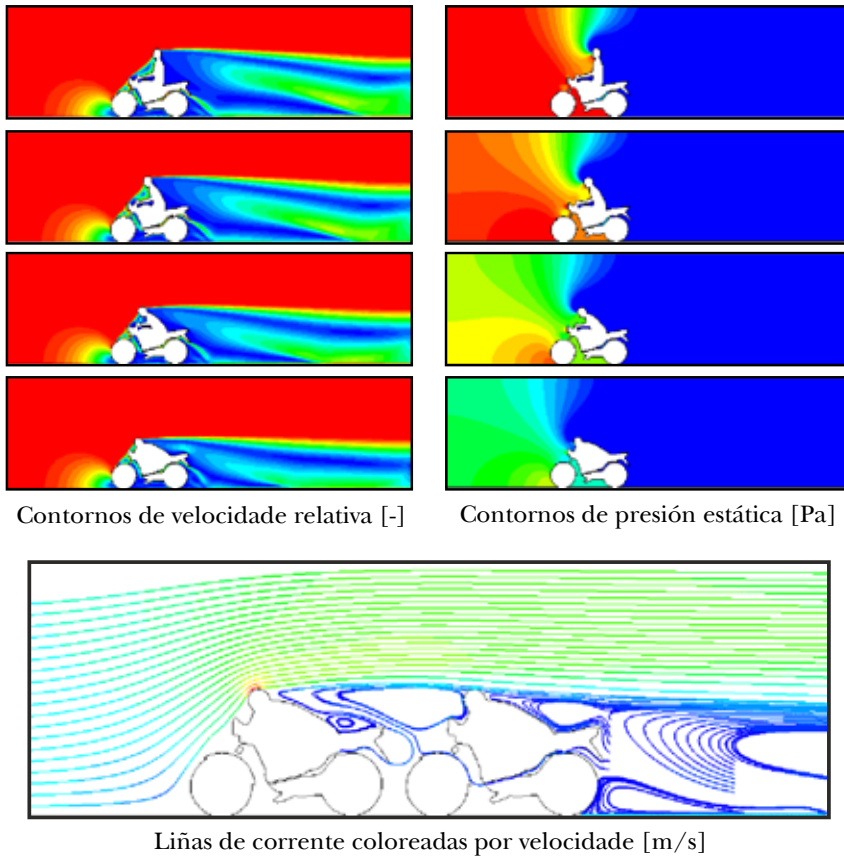 Contornos de velocidade relativa [-]
Contornos de presión estática [Pa]
Liñas de corrente coloreadas por velocidade [m/s]